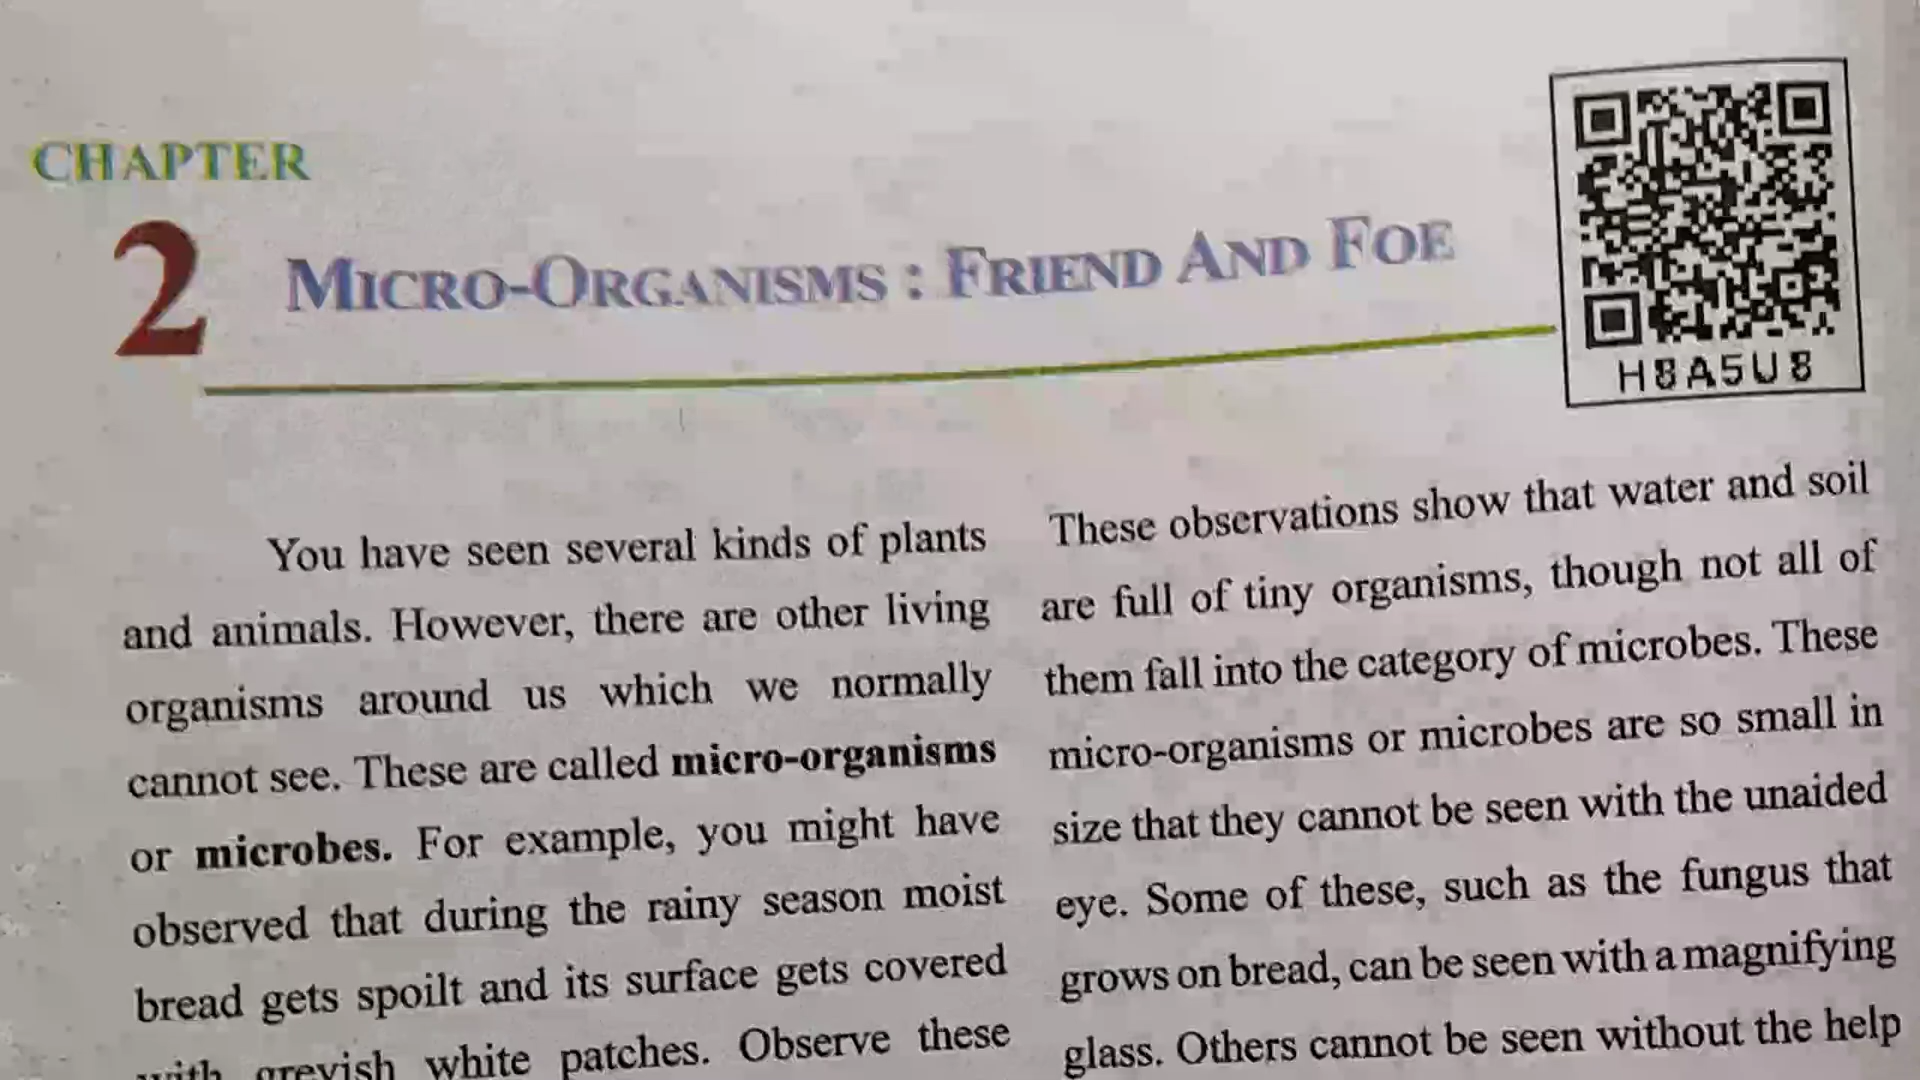 CHAPTER
2
MICRO-ORGANISMS : FRIEND AND FOE
H8A5U8
You have seen several kinds of plants
and animals. However, there are other living
organisms around us which we normally
cannot see. These are called micro-organisms
or microbes. For example, you might have
observed that during the rainy season moist
bread gets spoilt and its surface gets covered
with greyish white patches. Observe these
These observations show that water and soil
are full of tiny organisms, though not all of
them fall into the category of microbes. These
micro-organisms or microbes are so small in
size that they cannot be seen with the unaided
eye. Some of these, such as the fungus that
grows on bread, can be seen with a magnifying
glass. Others cannot be seen without the help